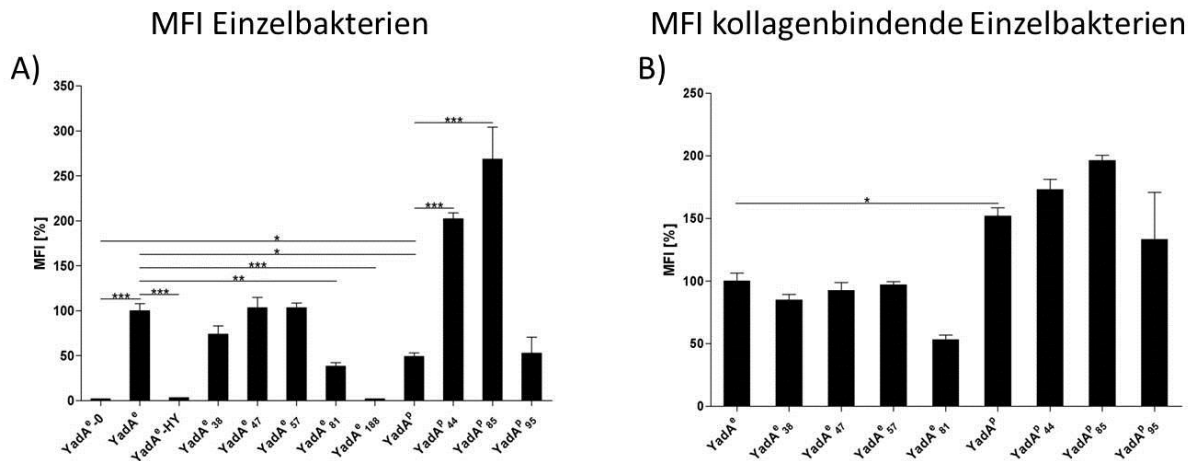 MFI Einzelbakterien
A)
MFI [%]
350
300
250
200
150
100
50
0
***
***
*
*
***
**
***
***
YadAᵉ-0
YadAᵉ
YadAᵉ-HY
YadAᵉ 38
YadAᵉ 47
YadAᵉ 57
YadAᵉ 81
YadAᵉ 188
YadAᵖ
YadAᵖ 44
YadAᵖ 85
YadAᵖ 95
MFI kollagenbindende Einzelbakterien
B)
MFI [%]
250
200
150
100
50
0
*
YadAᵉ
YadAᵉ 38
YadAᵉ 47
YadAᵉ 57
YadAᵉ 81
YadAᵖ
YadAᵖ 44
YadAᵖ 85
YadAᵖ 95